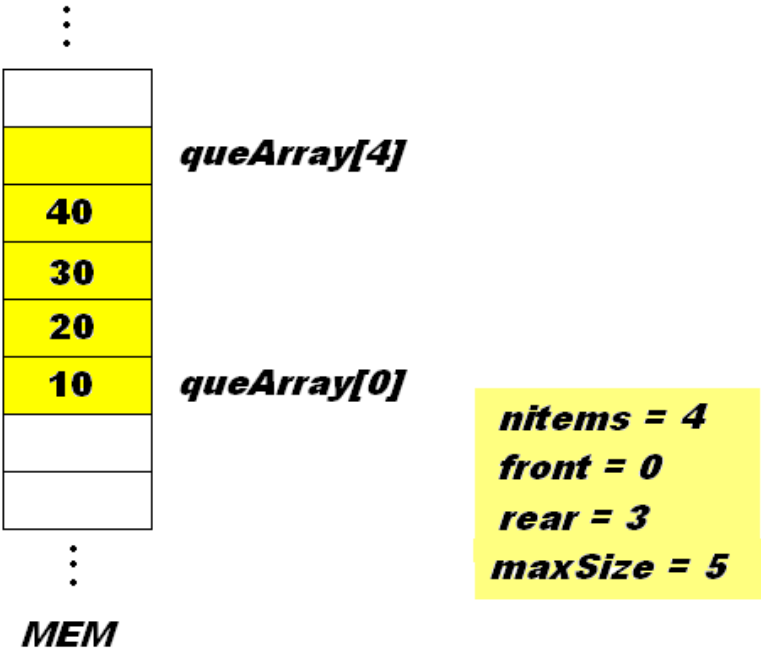 queArray[4]
40
30
20
10 queArray[0]
nitems = 4
front = 0
rear = 3
maxSize = 5
MEM